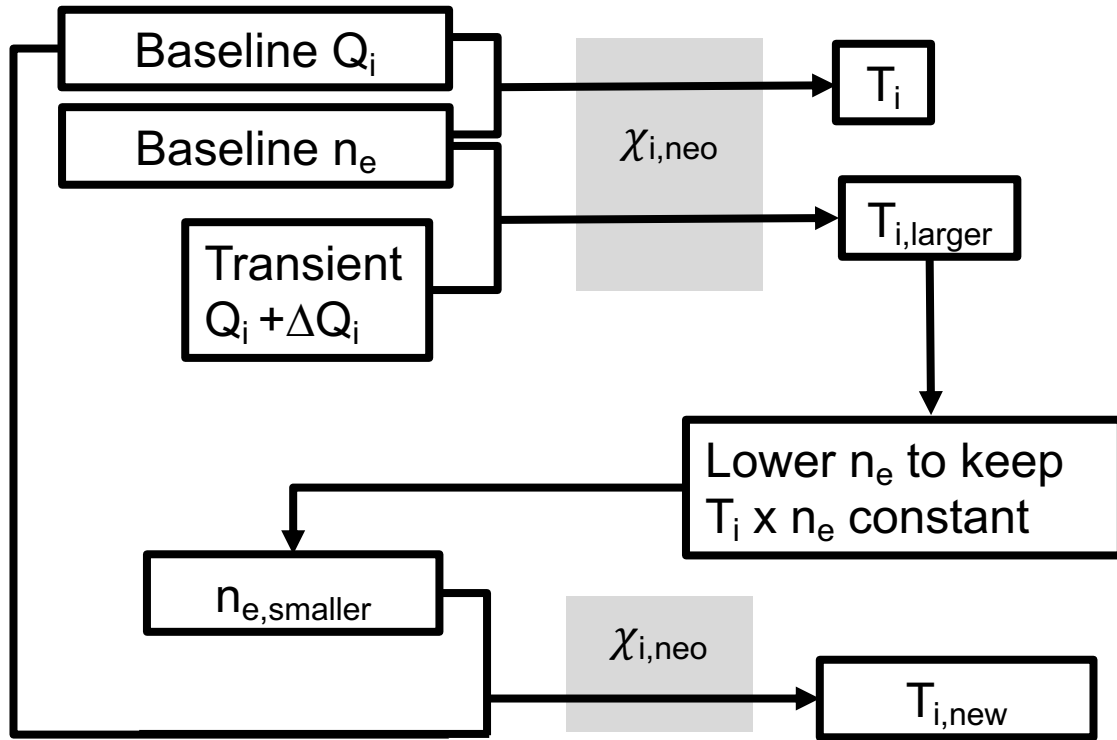 Baseline Qᵢ
Tᵢ
Baseline nₑ
χi,neo
Transient
Qᵢ +ΔQᵢ
Ti,larger
Lower nₑ to keep
Tᵢ x nₑ constant
ne,smaller
χi,neo
Ti,new